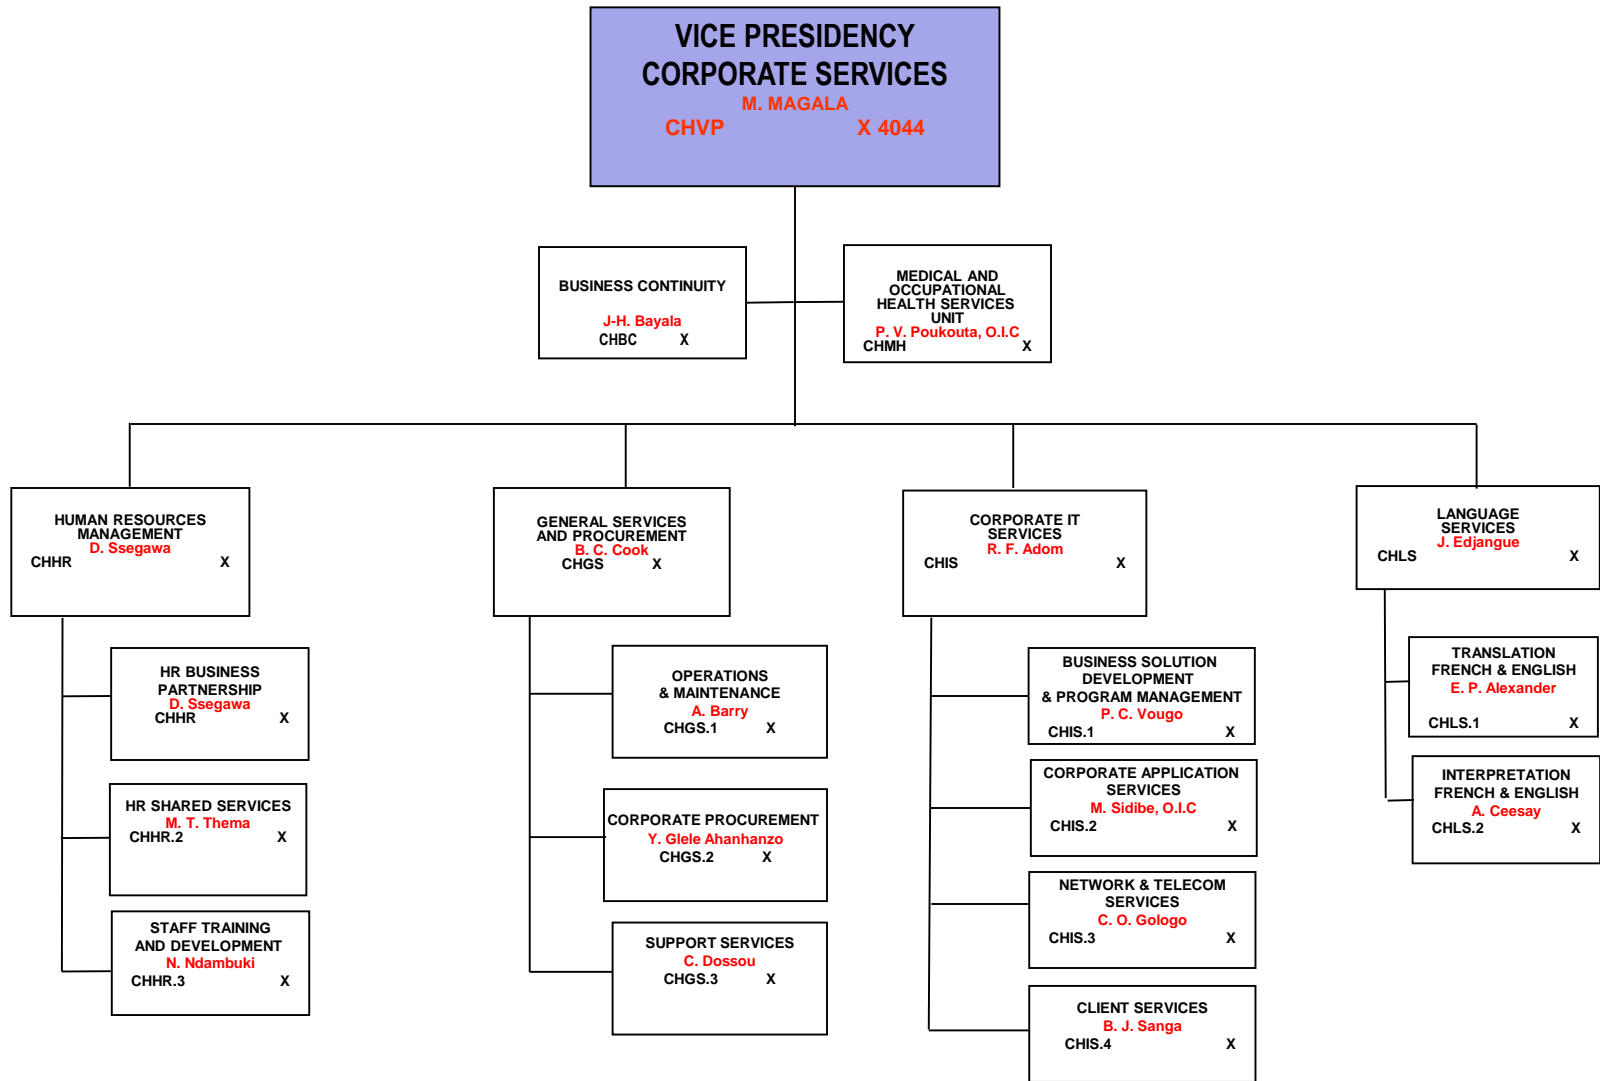 VICE PRESIDENCY
CORPORATE SERVICES
M. MAGALA
CHVP X 4044
BUSINESS CONTINUITY
J-H. Bayala
CHBC X
MEDICAL AND
OCCUPATIONAL
HEALTH SERVICES
UNIT
P. V. Poukouta, O.I.C
CHMH X
HUMAN RESOURCES
MANAGEMENT
D. Ssegawa
CHHR X
HR BUSINESS
PARTNERSHIP
D. Ssegawa
CHHR X
HR SHARED SERVICES
M. T. Thema
CHHR.2 X
STAFF TRAINING
AND DEVELOPMENT
N. Ndambuki
CHHR.3 X
GENERAL SERVICES
AND PROCUREMENT
B. C. Cook
CHGS X
OPERATIONS
& MAINTENANCE
A. Barry
CHGS.1 X
CORPORATE PROCUREMENT
Y. Glele Ahanhanzo
CHGS.2 X
SUPPORT SERVICES
C. Dossou
CHGS.3 X
CORPORATE IT
SERVICES
R. F. Adom
CHIS X
BUSINESS SOLUTION
DEVELOPMENT
& PROGRAM MANAGEMENT
P. C. Vougo
CHIS.1 X
CORPORATE APPLICATION
SERVICES
M. Sidibe, O.I.C
CHIS.2 X
NETWORK & TELECOM
SERVICES
C. O. Gologo
CHIS.3 X
CLIENT SERVICES
B. J. Sanga
CHIS.4 X
LANGUAGE
SERVICES
J. Edjangue
CHLS X
TRANSLATION
FRENCH & ENGLISH
E. P. Alexander
CHLS.1 X
INTERPRETATION
FRENCH & ENGLISH
A. Ceesay
CHLS.2 X